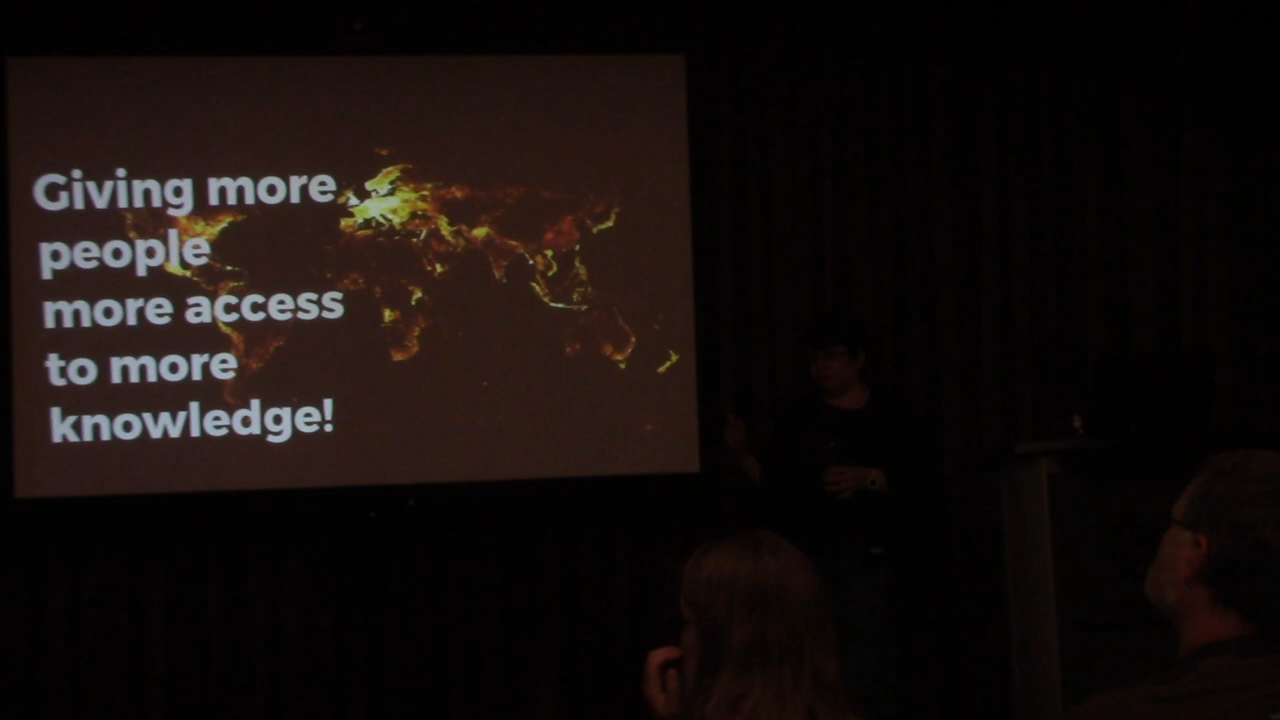 Giving more
people
more access
to more
knowledge!